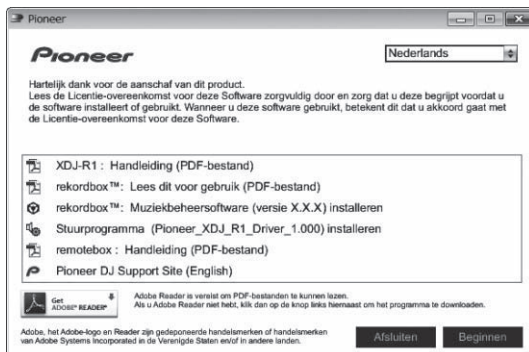 Pioneer
Pioneer
Nederlands
Hartelijk dank voor de aanschaf van dit product.
Lees de Licentie-overeenkomst voor deze Software zorgvuldig door en zorg dat u deze begrijpt voordat u
de software installeert of gebruikt. Wanneer u deze software gebruikt, betekent dit dat u akkoord gaat met
de Licentie-overeenkomst voor deze Software.
XDJ-R1 : Handleiding (PDF-bestand)
rekordbox™: Lees dit voor gebruik (PDF-bestand)
rekordbox™: Muziekbeheersoftware (versie X.X.X) installeren
Stuurprogramma (Pioneer_XDJ_R1_Driver_1.000) installeren
remotebox : Handleiding (PDF-bestand)
Pioneer DJ Support Site (English)
Get
ADOBE® READER®
Adobe Reader is vereist om PDF-bestanden te kunnen lezen.
Als u Adobe Reader niet hebt, klik dan op de knop links hiernaast om het programma te downloaden.
Adobe, het Adobe-logo en Reader zijn gedeponeerde handelsmerken of handelsmerken
van Adobe Systems Incorporated in de Verenigde Staten en/of in andere landen.
Afsluiten
Beginnen